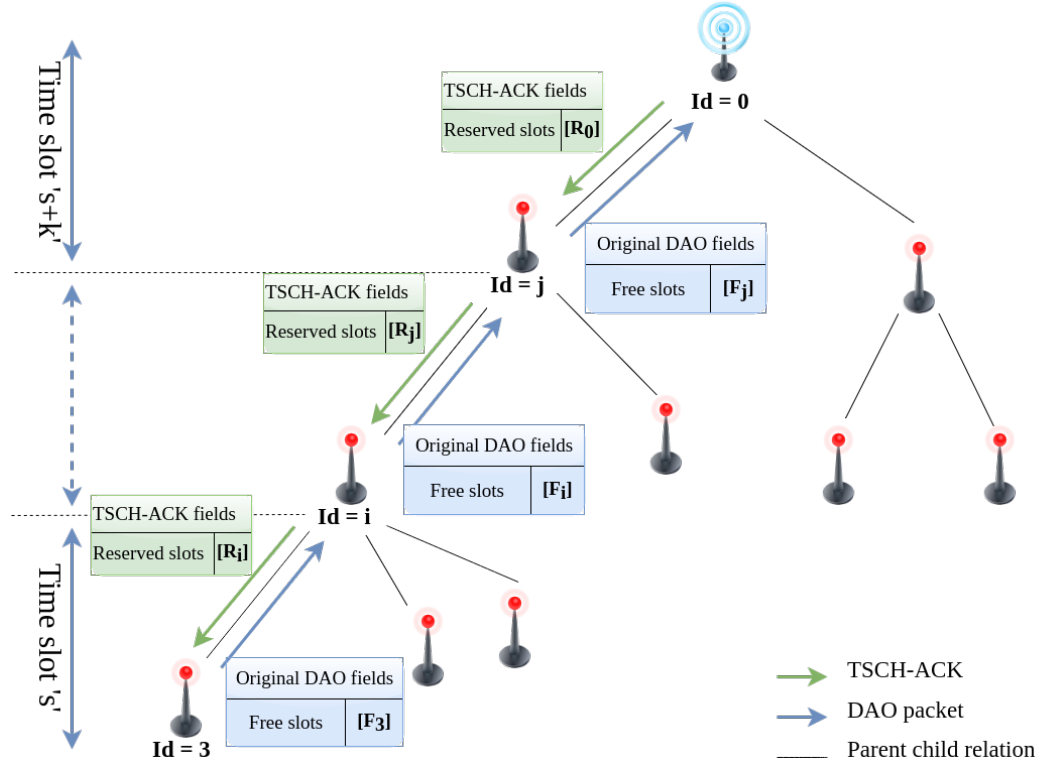 Time slot 's+k'
TSCH-ACK fields
Reserved slots [R0]
Id = 0
Original DAO fields
Free slots [Fj]
Id = j
TSCH-ACK fields
Reserved slots [Rj]
Original DAO fields
Free slots [Fi]
Id = i
TSCH-ACK fields
Reserved slots [Ri]
Time slot 's'
Original DAO fields
Free slots [F3]
Id = 3
TSCH-ACK
DAO packet
Parent child relation